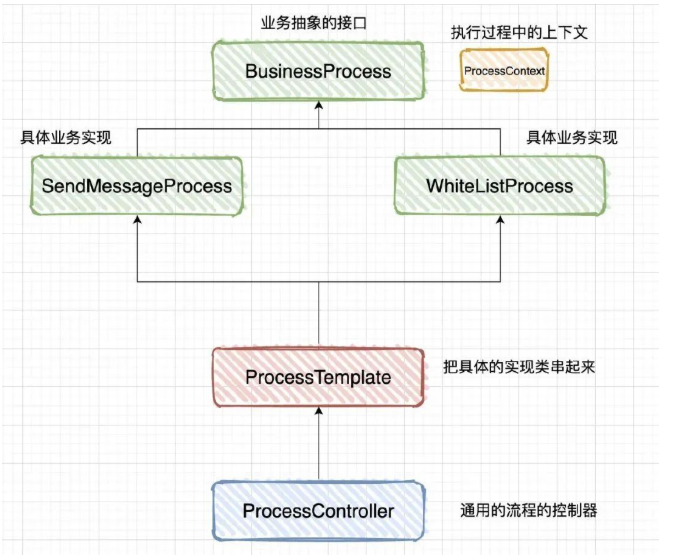 业务抽象的接口
执行过程中的上下文
BusinessProcess
ProcessContext
具体业务实现
具体业务实现
SendMessageProcess
WhiteListProcess
ProcessTemplate
把具体的实现类串起来
ProcessController
通用的流程的控制器